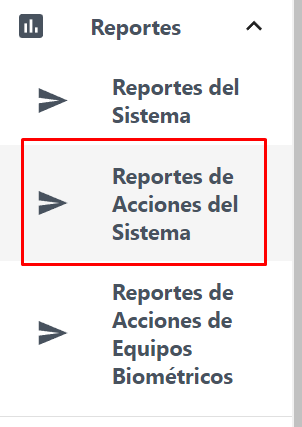 Reportes
Reportes del
Sistema
Reportes de
Acciones del
Sistema
Reportes de
Acciones de
Equipos
Biométricos